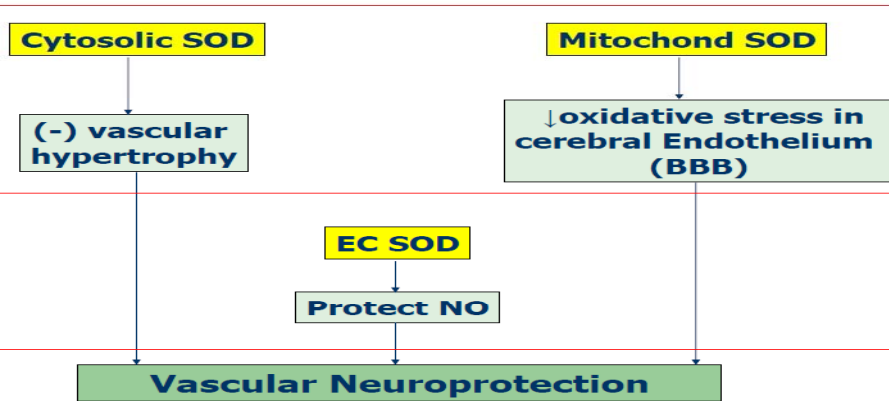 Cytosolic SOD
Mitochond SOD
(-) vascular
hypertrophy
↓oxidative stress in
cerebral Endothelium
(BBB)
EC SOD
Protect NO
Vascular Neuroprotection